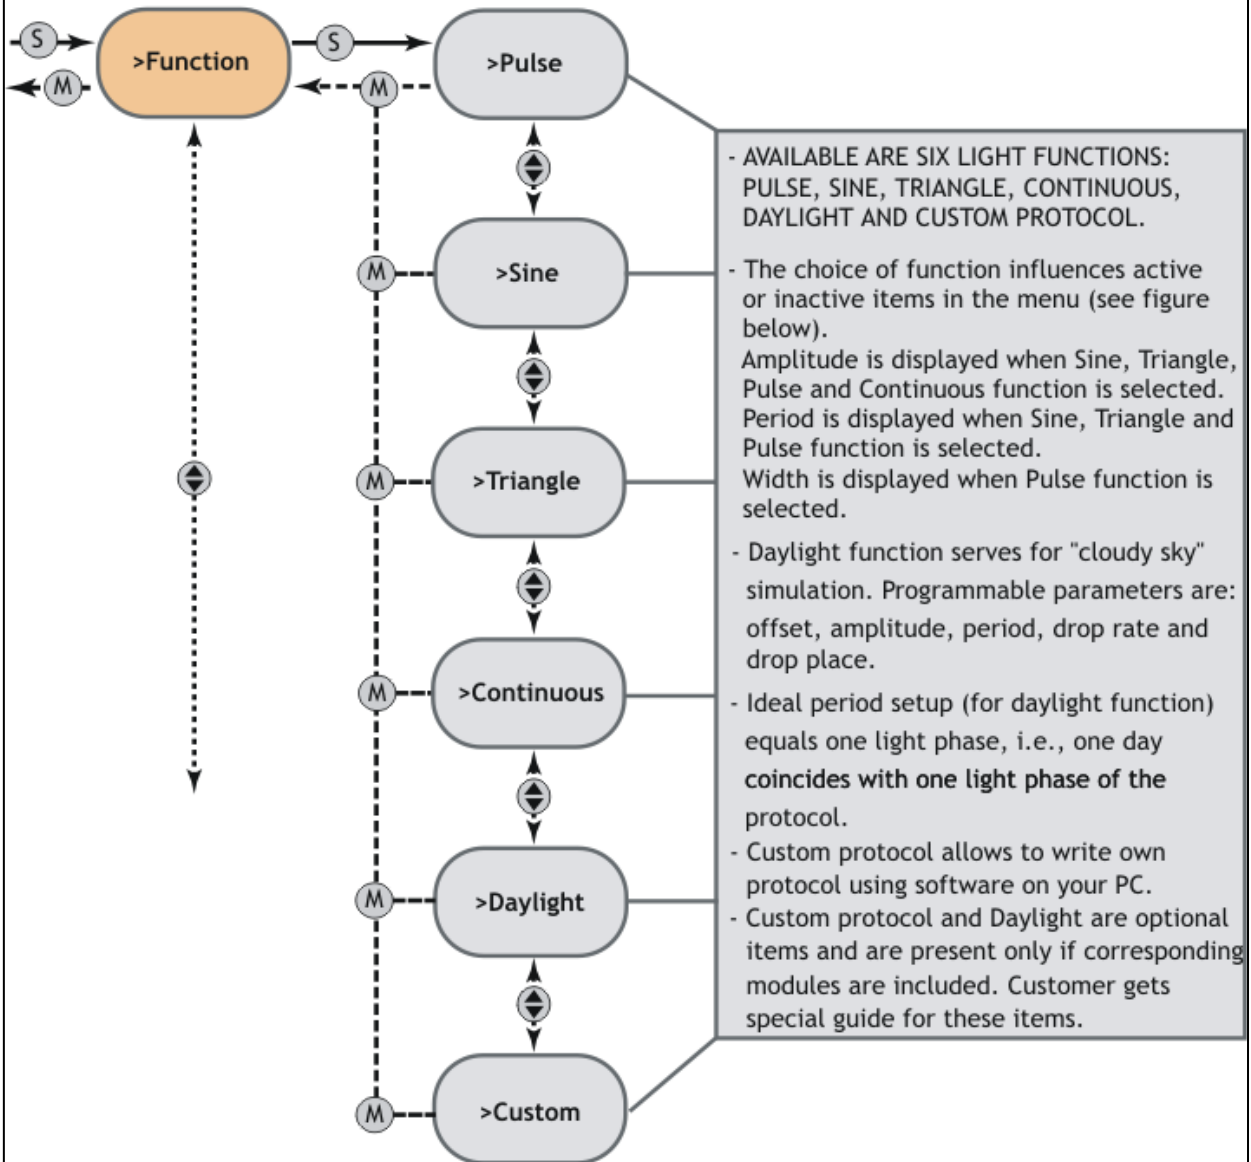 S
>Function
S
>Pulse
M
M
- AVAILABLE ARE SIX LIGHT FUNCTIONS:
PULSE, SINE, TRIANGLE, CONTINUOUS,
DAYLIGHT AND CUSTOM PROTOCOL.
M
>Sine
- The choice of function influences active
or inactive items in the menu (see figure
below).
Amplitude is displayed when Sine, Triangle,
Pulse and Continuous function is selected.
Period is displayed when Sine, Triangle and
Pulse function is selected.
Width is displayed when Pulse function is
selected.
M
>Triangle
- Daylight function serves for "cloudy sky"
simulation. Programmable parameters are:
offset, amplitude, period, drop rate and
drop place.
M
>Continuous
- Ideal period setup (for daylight function)
equals one light phase, i.e., one day
coincides with one light phase of the
protocol.
- Custom protocol allows to write own
protocol using software on your PC.
M
>Daylight
- Custom protocol and Daylight are optional
items and are present only if corresponding
modules are included. Customer gets
special guide for these items.
M
>Custom